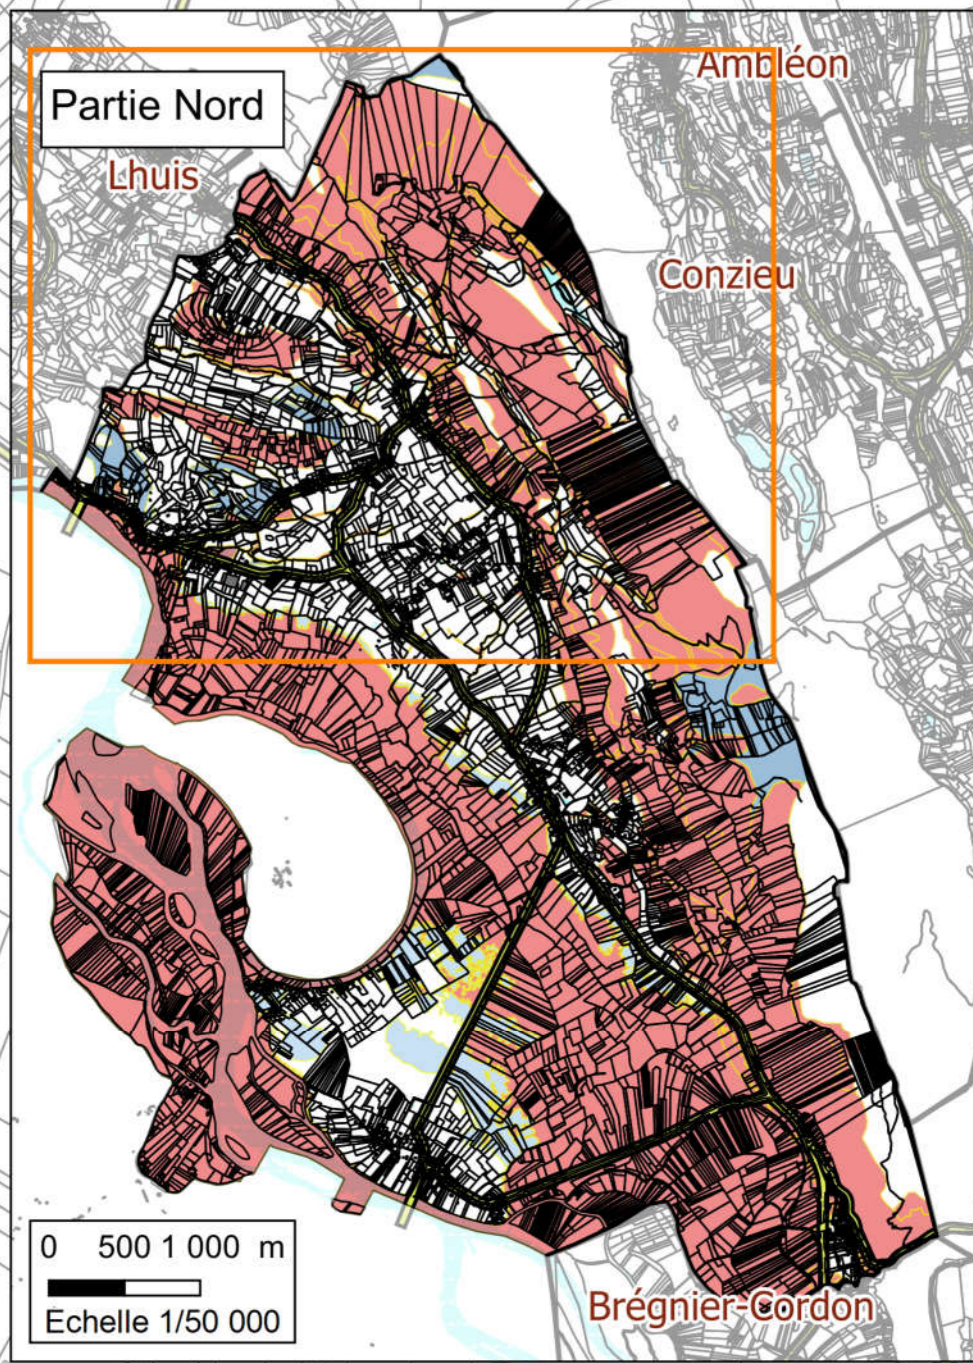 Ambléon
Partie Nord
Lhuis
Conzieu
0 500 1 000 m
Echelle 1/50 000
Brégnier-Cordon